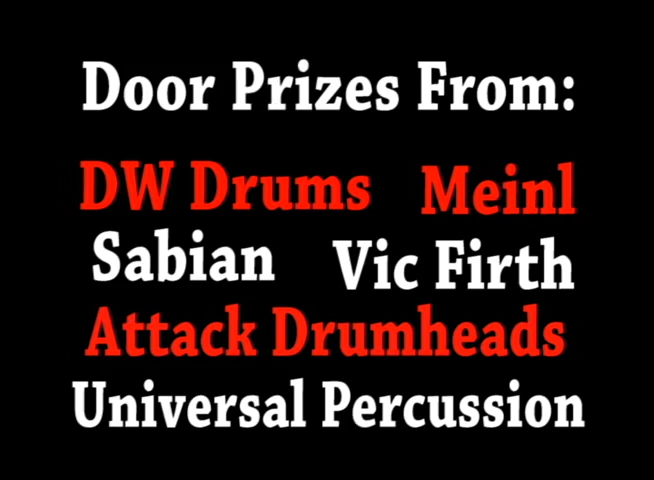 Door Prizes From:
DW Drums Meinl
Sabian Vic Firth
Attack Drumheads
Universal Percussion